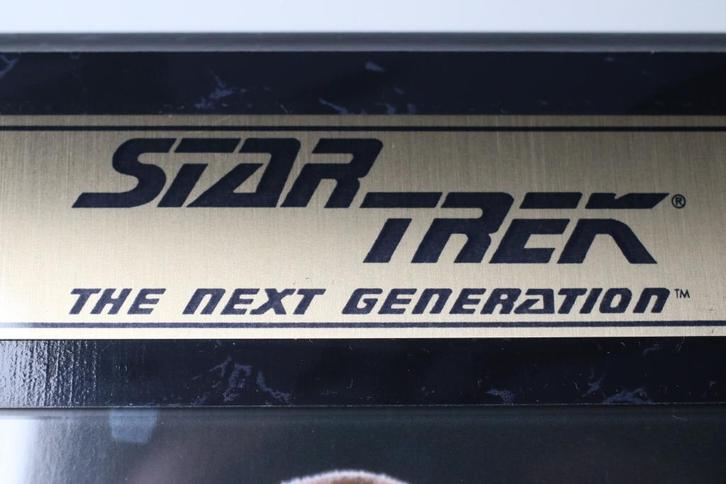 STAR
TREK®
THE NEXT GENERATION™